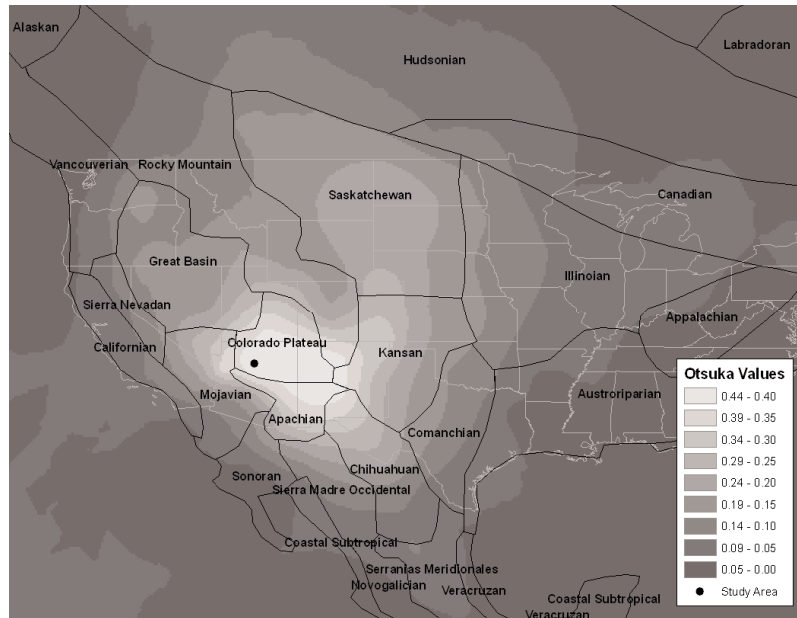 Alaskan
Labradoran
Hudsonian
Vancouverian
Rocky Mountain
Saskatchewan
Canadian
Great Basin
Illinoian
Sierra Nevadan
Appalachian
Californian
Colorado Plateau
Kansan
Mojavian
Austroriparian
Apachian
Comanchian
Chihuahuan
Sonoran
Sierra Madre Occidental
Coastal Subtropical
Serranias Meridionales
Novogalician
Veracruzan
Coastal Subtropical
Veracruzan
Otsuka Values
0.44 - 0.40
0.39 - 0.35
0.34 - 0.30
0.29 - 0.25
0.24 - 0.20
0.19 - 0.15
0.14 - 0.10
0.09 - 0.05
0.05 - 0.00
Study Area